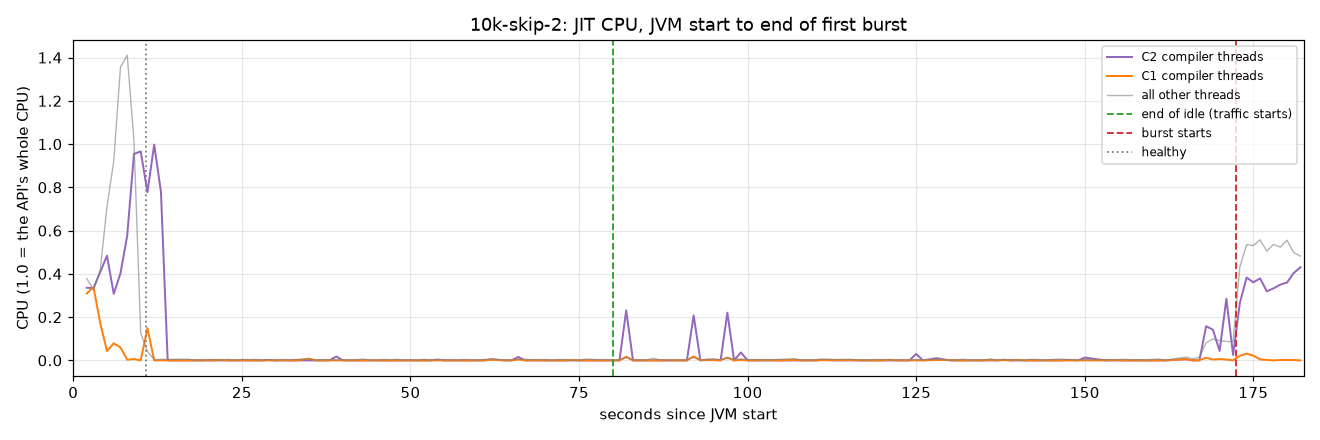 10k-skip-2: JIT CPU, JVM start to end of first burst
CPU (1.0 = the API's whole CPU)
1.4
1.2
1.0
0.8
0.6
0.4
0.2
0.0
C2 compiler threads
C1 compiler threads
all other threads
end of idle (traffic starts)
burst starts
healthy
0
25
50
75
100
125
150
175
seconds since JVM start